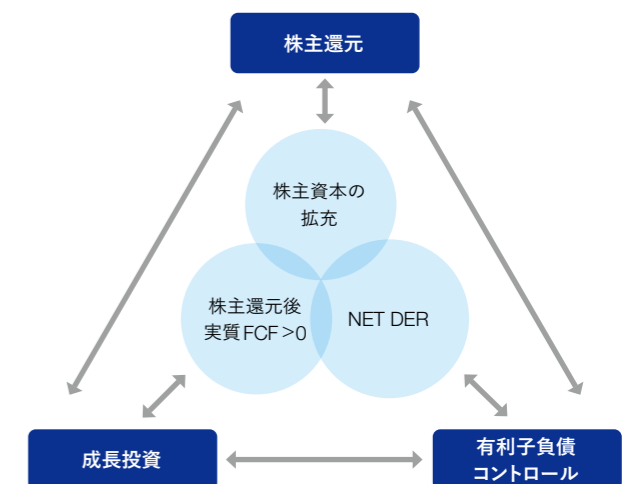 株主還元
株主資本の
拡充
株主還元後
実質FCF>0
NET DER
成長投資
有利子負債
コントロール